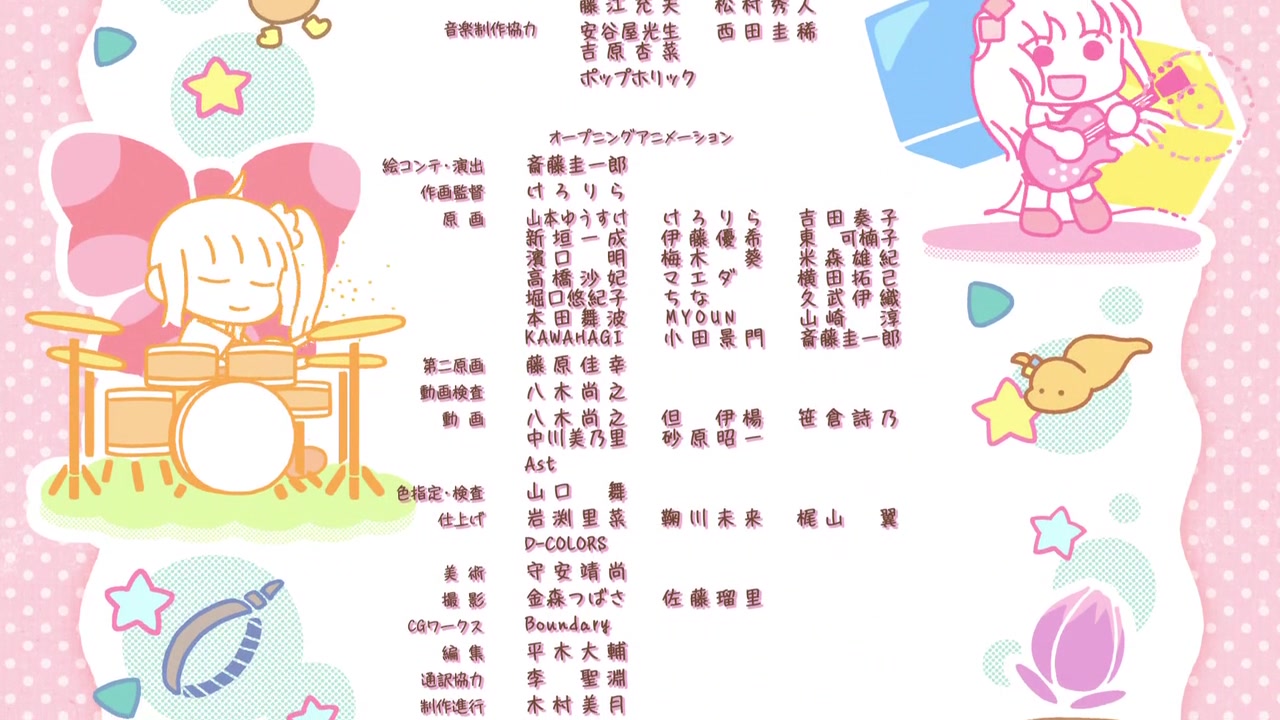 藤江充夫 松村秀人
音楽制作協力 安谷屋光生 西田圭稀
吉原杏菜
ポップホリック
オープニングアニメーション
絵コンテ・演出 斎藤圭一郎
作画監督 けろりら
原画 山本ゆうすけ けろりら 吉田奏子
新垣一成 伊藤優希 東 可楠子
濱口 明 梅木 葵 米森雄紀
高橋沙妃 マエダ 横田拓己
堀口悠紀子 ちな 久武伊織
本田舞波 MYOUN 山崎 淳
KAWAHAGI 小田景門 斎藤圭一郎
第二原画 藤原佳幸
動画検査 八木尚之
動画 八木尚之 但 伊楊 笹倉詩乃
中川美乃里 砂原昭一
Ast
色指定・検査 山口 舞
仕上げ 岩渕里菜 鞠川未来 梶山 翼
D-COLORS
美術 守安靖尚
撮影 金森つばさ 佐藤瑠里
CGワークス Boundary
編集 平木大輔
通訳協力 李 聖淵
制作進行 木村美月